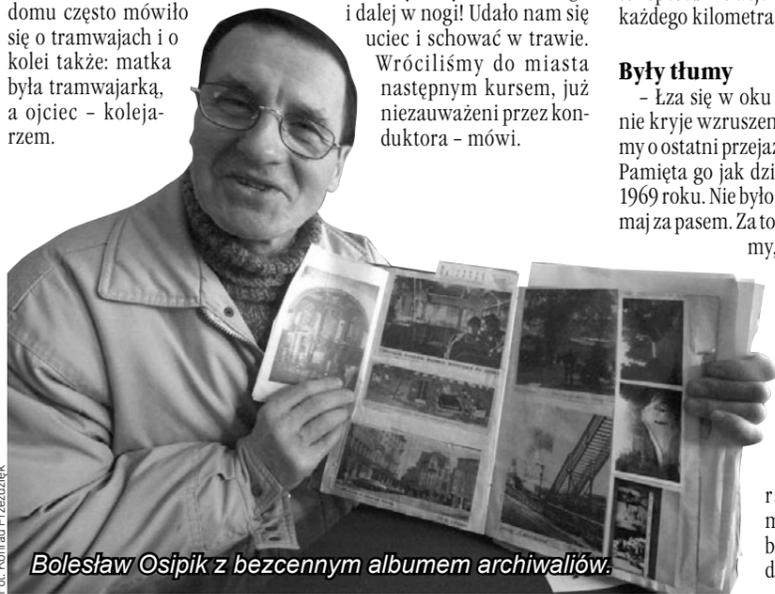 domu często mówiło
się o tramwajach i o
kolei także: matka
była tramwajarką,
a ojciec – koleja-
rzem.
i dalej w nogi! Udało nam się
uciec i schować w trawie.
Wróciliśmy do miasta
następnym kursem, już
niezauważeni przez kon-
duktora – mówi.
każdego kilometra
Były tłumy
– Łza się w oku
nie kryje wzruszen
my o ostatni przejaz
Pamięta go jak dzi
1969 roku. Nie było
maj za pasem. Za to
my,
r
m
b
d
Bolesław Osipik z bezcennym albumem archiwaliów.